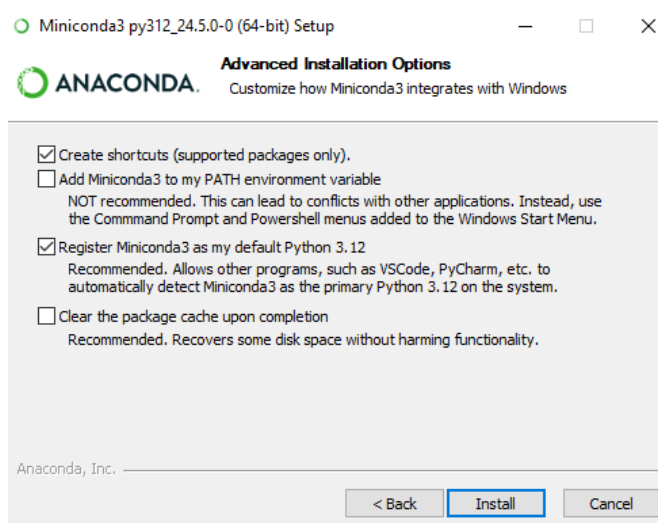 Miniconda3 py312_24.5.0-0 (64-bit) Setup
ANACONDA.
Advanced Installation Options
Customize how Miniconda3 integrates with Windows
Create shortcuts (supported packages only).
Add Miniconda3 to my PATH environment variable
NOT recommended. This can lead to conflicts with other applications. Instead, use
the Commmand Prompt and Powershell menus added to the Windows Start Menu.
Register Miniconda3 as my default Python 3.12
Recommended. Allows other programs, such as VSCode, PyCharm, etc. to
automatically detect Miniconda3 as the primary Python 3.12 on the system.
Clear the package cache upon completion
Recommended. Recovers some disk space without harming functionality.
Anaconda, Inc.
< Back
Install
Cancel